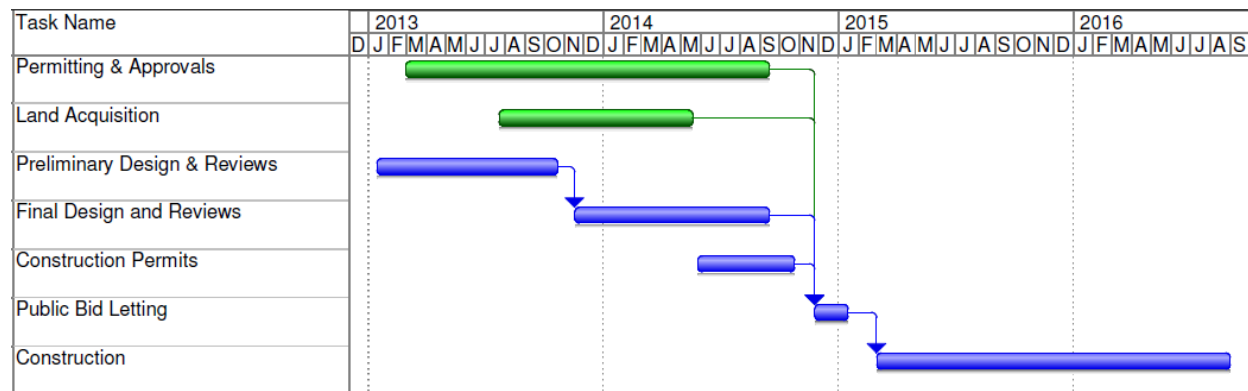 Task Name
2013 2014 2015 2016
D J F M A M J J A S O N D J F M A M J J A S O N D J F M A M J J A S O N D J F M A M J J A S
Permitting & Approvals
Land Acquisition
Preliminary Design & Reviews
Final Design and Reviews
Construction Permits
Public Bid Letting
Construction